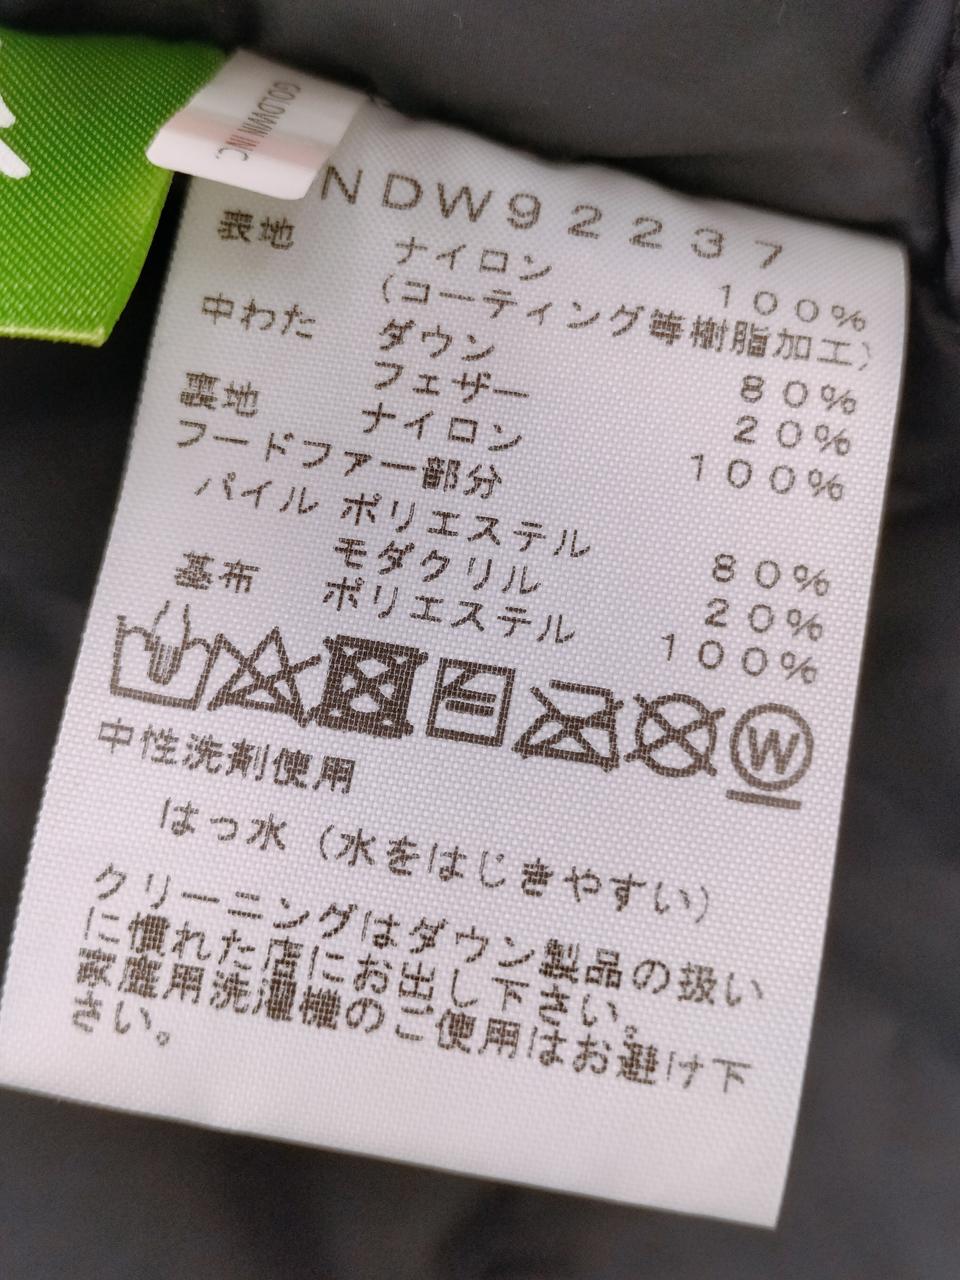 GOLDWIN INC.
NDW92237
表地 ナイロン 100%
(コーティング等樹脂加工)
中わた ダウン 80%
フェザー 20%
裏地 ナイロン 100%
フードファー部分
パイル ポリエステル 80%
モダクリル 20%
基布 ポリエステル 100%
W
中性洗剤使用
はっ水(水をはじきやすい)
クリーニングはダウン製品の扱い
に慣れた店にお出し下さい。
家庭用洗濯機のご使用はお避け下
さい。